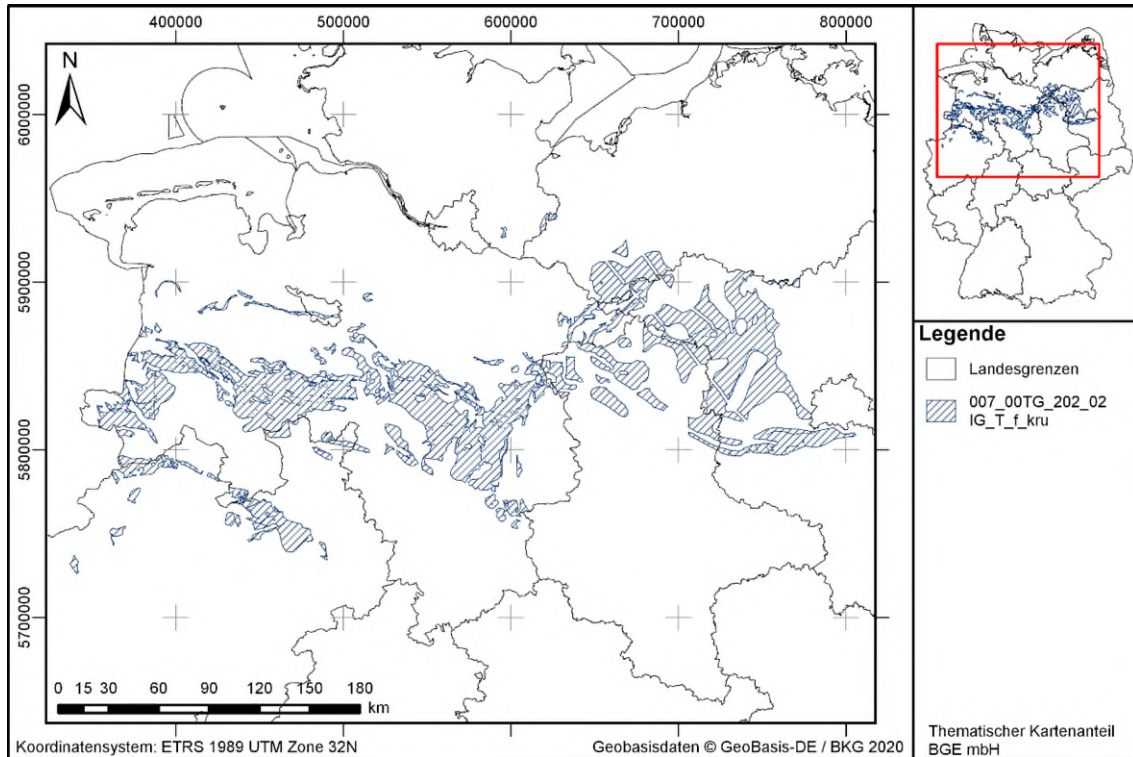 400000 500000 600000 700000 800000
N
6000000
5900000
5800000
5700000
0 15 30 60 90 120 150 180
km
Koordinatensystem: ETRS 1989 UTM Zone 32N
Geobasisdaten © GeoBasis-DE / BKG 2020
Legende
Landesgrenzen
007_00TG_202_02
IG_T_f_kru
Thematischer Kartenanteil
BGE mbH